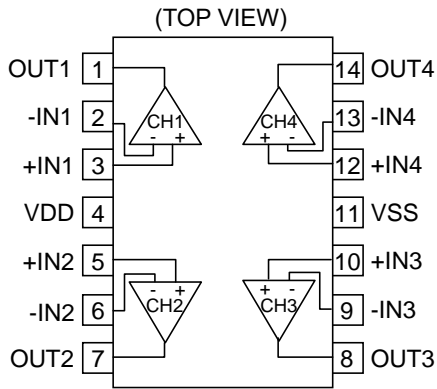 (TOP VIEW)
OUT1 1 14 OUT4
-IN1 2 CH1 - + CH4 + - 13 -IN4
+IN1 3 12 +IN4
VDD 4 11 VSS
+IN2 5 10 +IN3
-IN2 6 - + CH2 + - CH3 9 -IN3
OUT2 7 8 OUT3